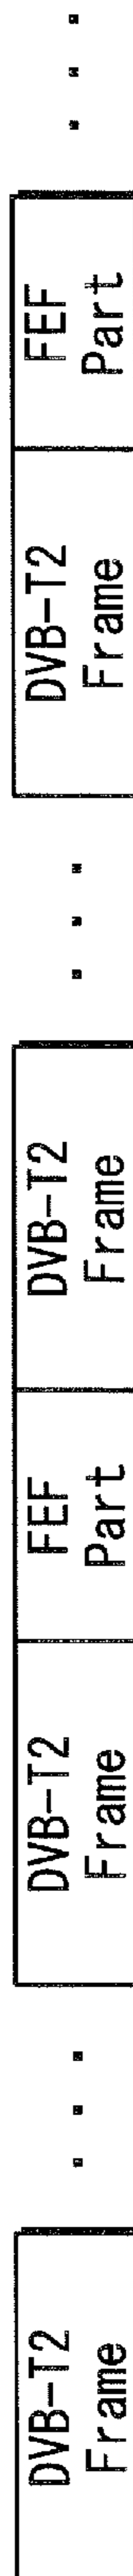 DVB-T2
Frame
. . .
DVB-T2
Frame
FEF
Part
DVB-T2
Frame
. . .
DVB-T2
Frame
FEF
Part
. . .